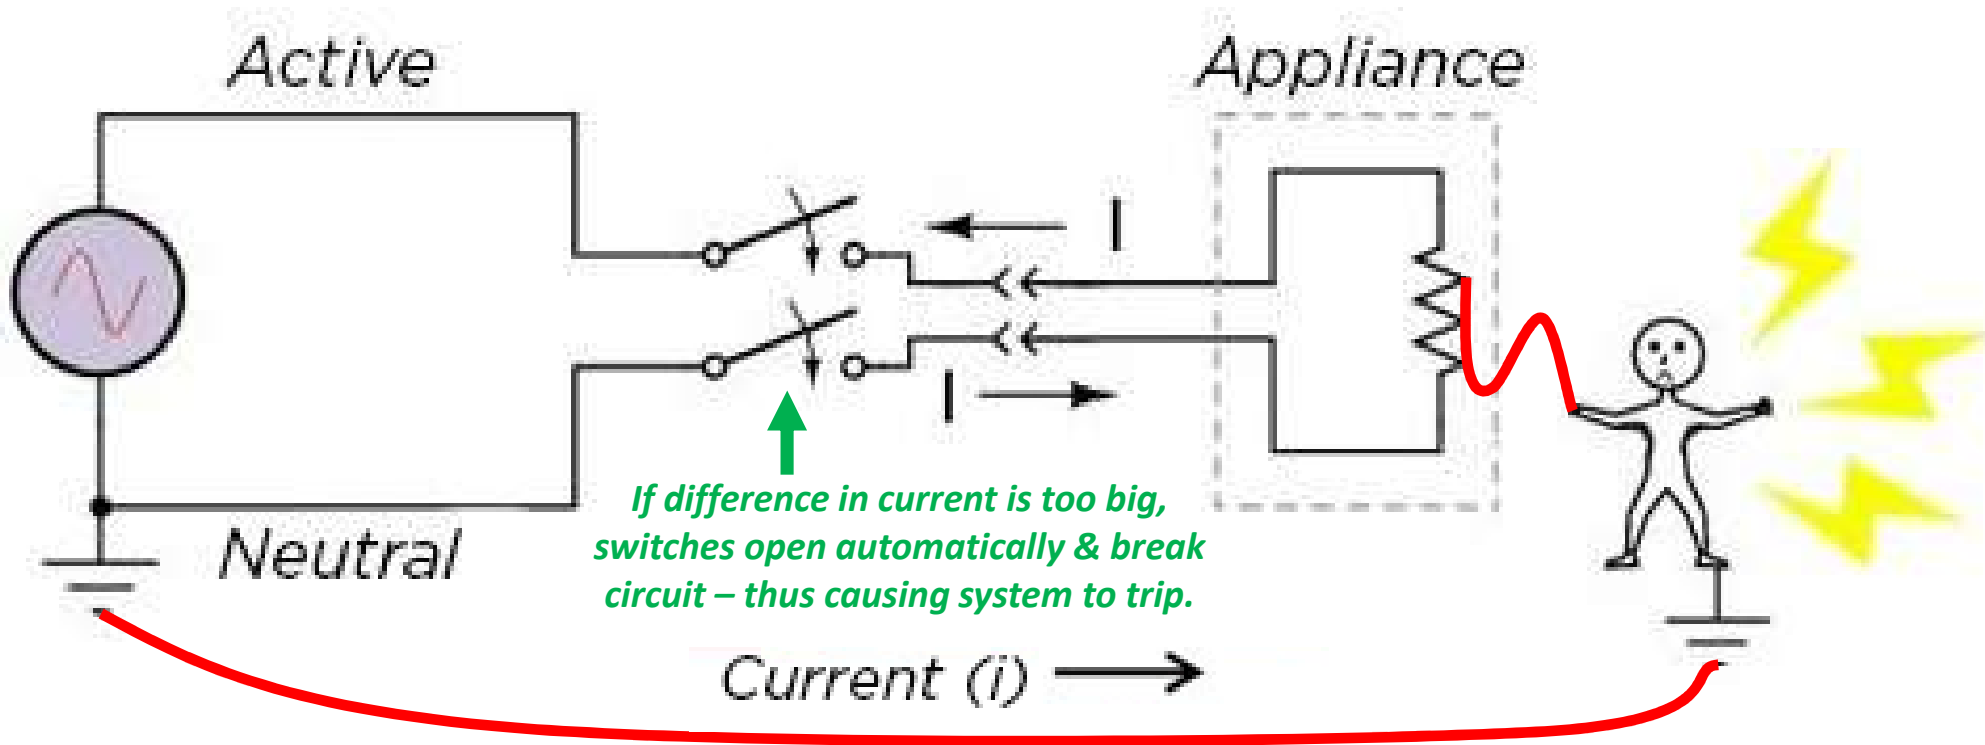 Active
Appliance
I
I
If difference in current is too big,
switches open automatically & break
circuit – thus causing system to trip.
Neutral
Current (i)